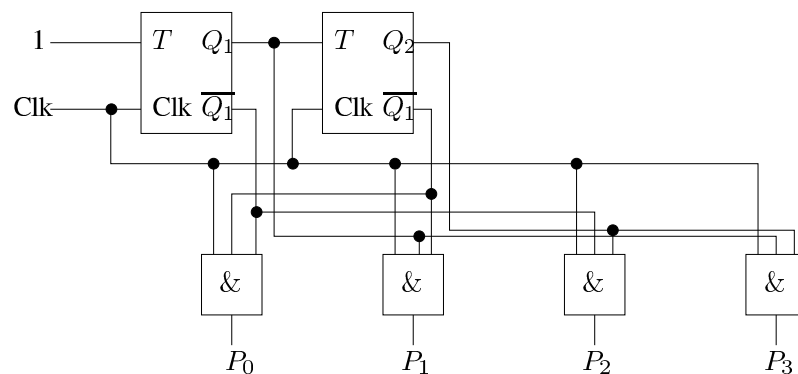 1 T Q₁ T Q₂
Clk Clk Q̅₁ Clk Q̅₁
& & & &
P₀ P₁ P₂ P₃